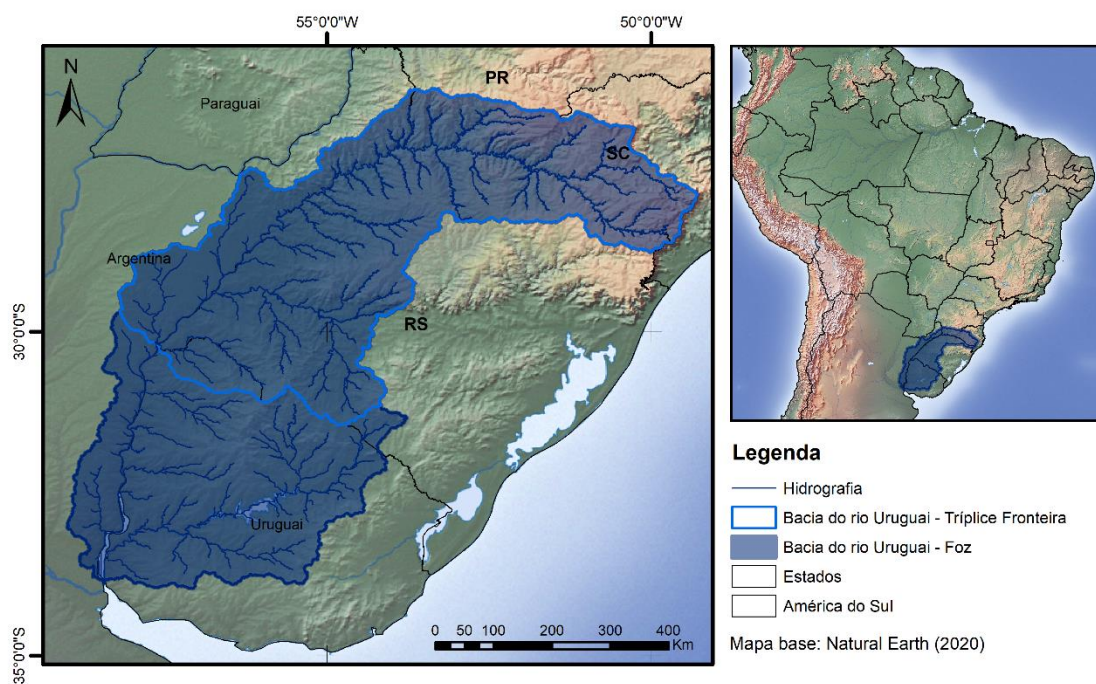 55°0'0"W
50°0'0"W
N
PR
Paraguai
SC
Argentina
RS
30°0'0"S
Uruguai
35°0'0"S
0 50 100 200 300 400
Km
Legenda
Hidrografia
Bacia do rio Uruguai - Tríplice Fronteira
Bacia do rio Uruguai - Foz
Estados
América do Sul
Mapa base: Natural Earth (2020)